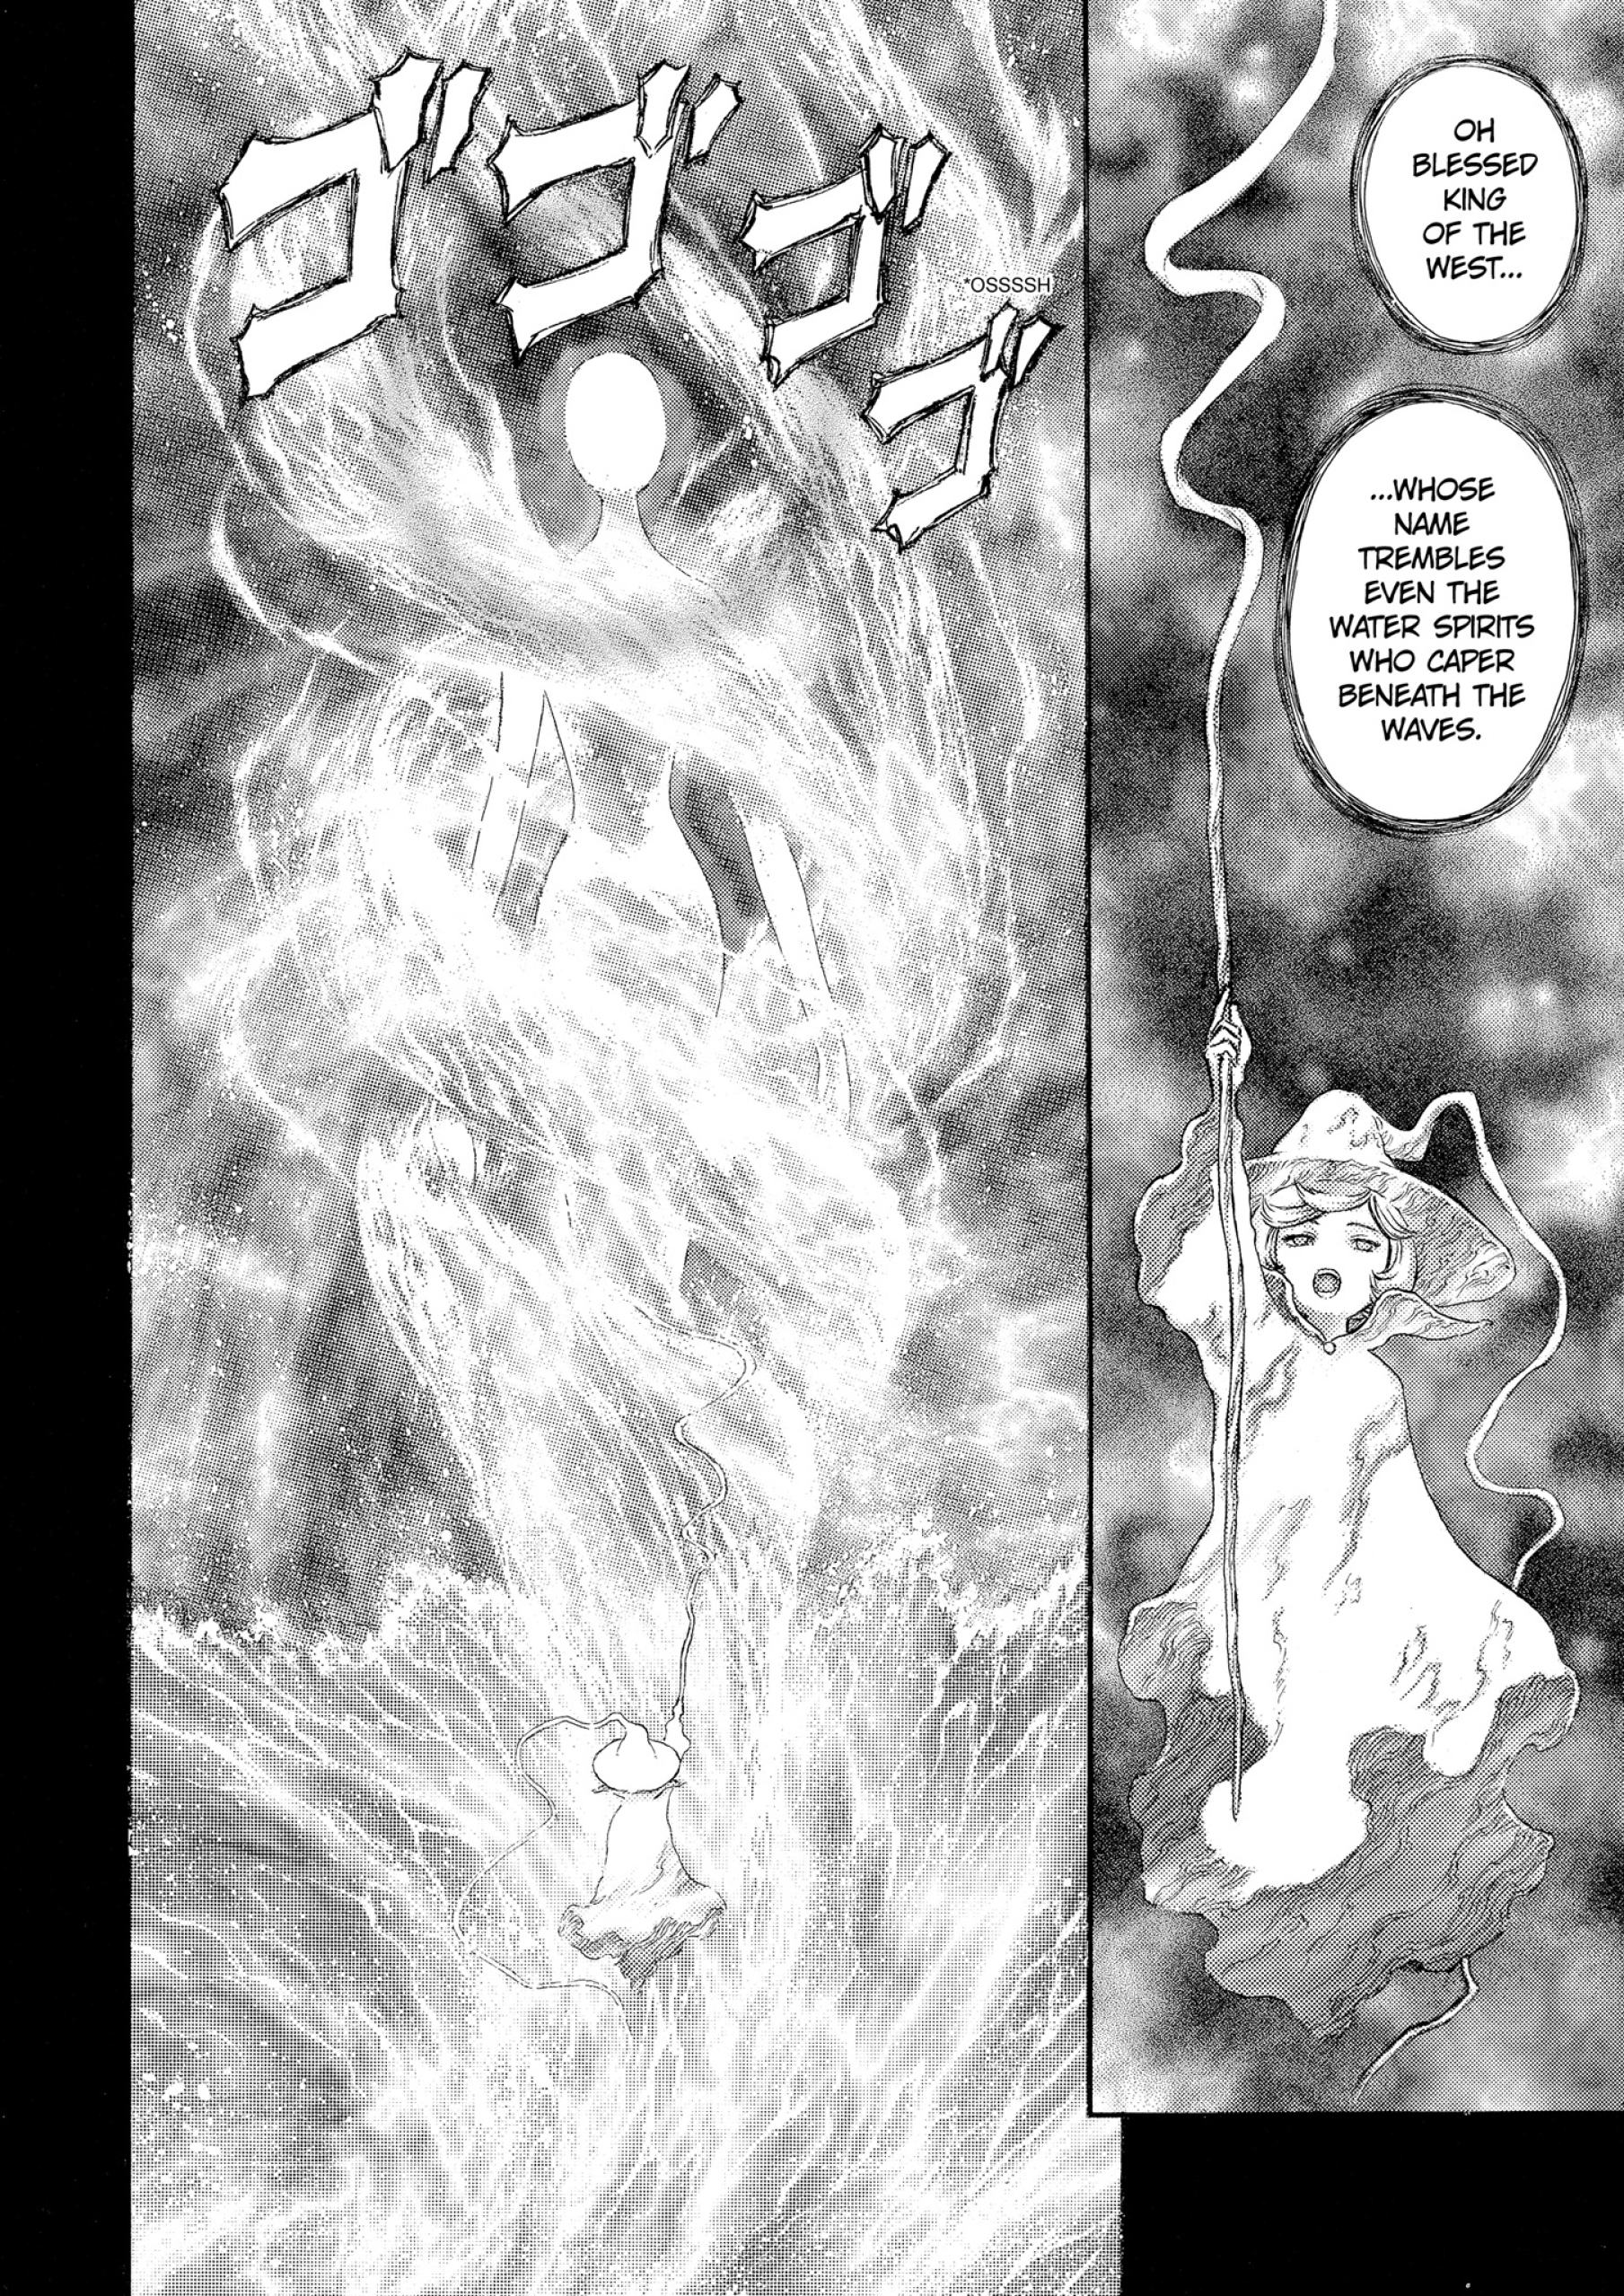 OH
BLESSED
KING
OF THE
WEST...
...WHOSE
NAME
TREMBLES
EVEN THE
WATER SPIRITS
WHO CAPER
BENEATH THE
WAVES.
ゴゴゴゴ
*OSSSSH